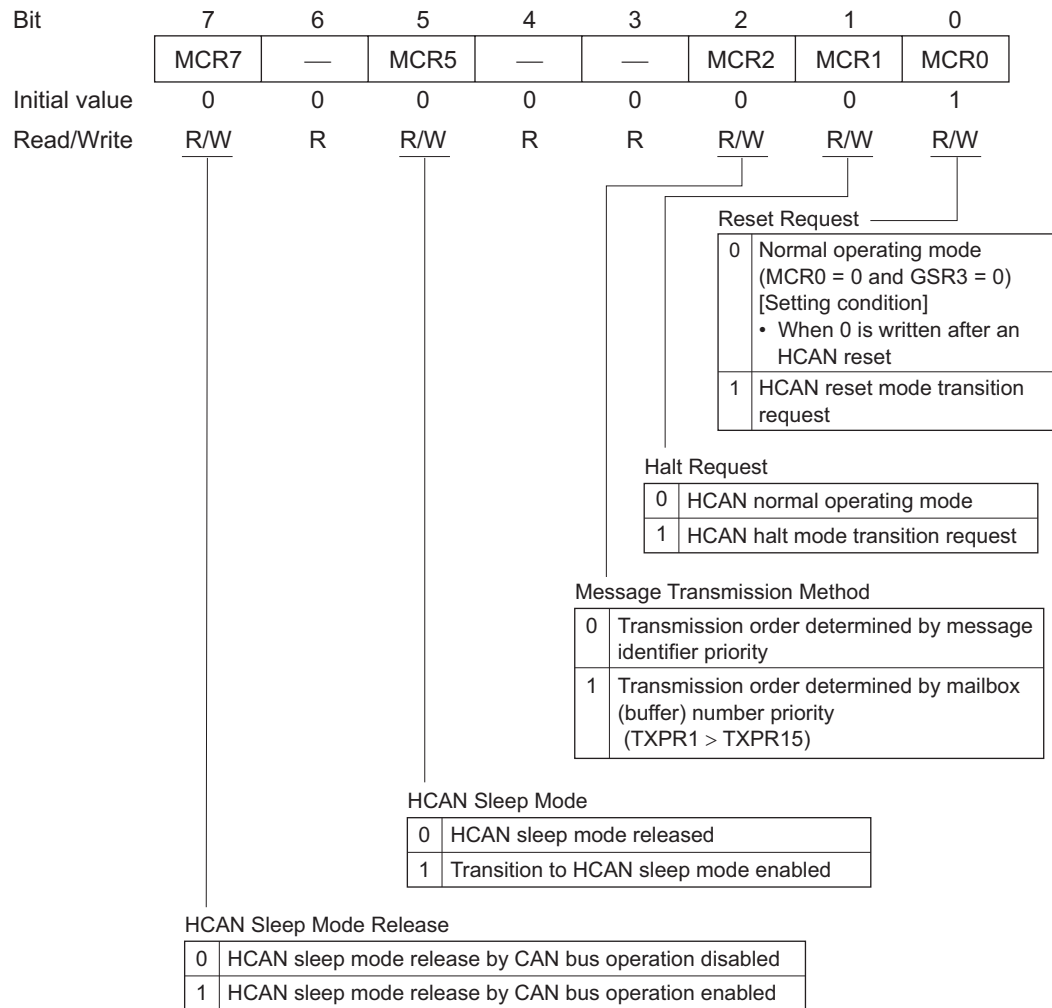 Bit 7 6 5 4 3 2 1 0
MCR7 — MCR5 — — MCR2 MCR1 MCR0
Initial value 0 0 0 0 0 0 0 1
Read/Write R/W R R/W R R R/W R/W R/W
Reset Request
0 Normal operating mode
(MCR0 = 0 and GSR3 = 0)
[Setting condition]
• When 0 is written after an
HCAN reset
1 HCAN reset mode transition
request
Halt Request
0 HCAN normal operating mode
1 HCAN halt mode transition request
Message Transmission Method
0 Transmission order determined by message
identifier priority
1 Transmission order determined by mailbox
(buffer) number priority
(TXPR1 > TXPR15)
HCAN Sleep Mode
0 HCAN sleep mode released
1 Transition to HCAN sleep mode enabled
HCAN Sleep Mode Release
0 HCAN sleep mode release by CAN bus operation disabled
1 HCAN sleep mode release by CAN bus operation enabled